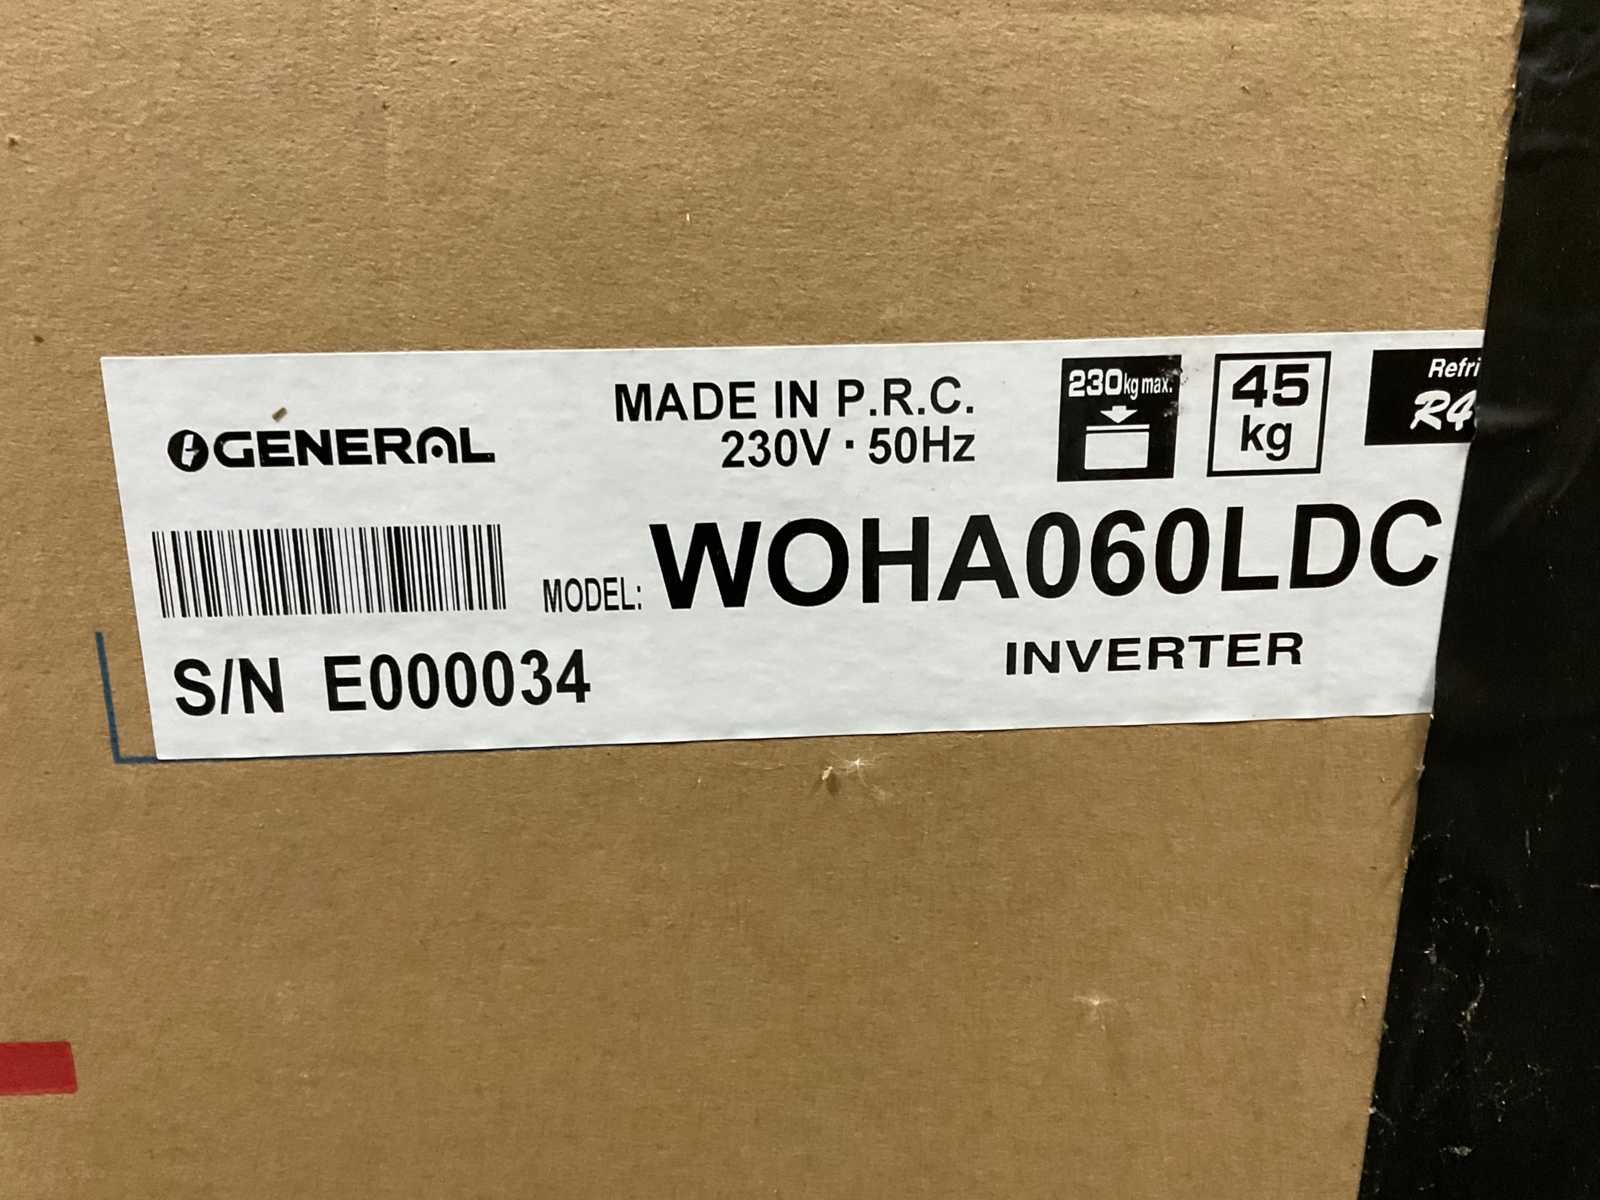 GENERAL
MADE IN P.R.C.
230V · 50Hz
230kg max.
45
kg
Refri
R4
MODEL: WOHA060LDC
S/N E000034
INVERTER